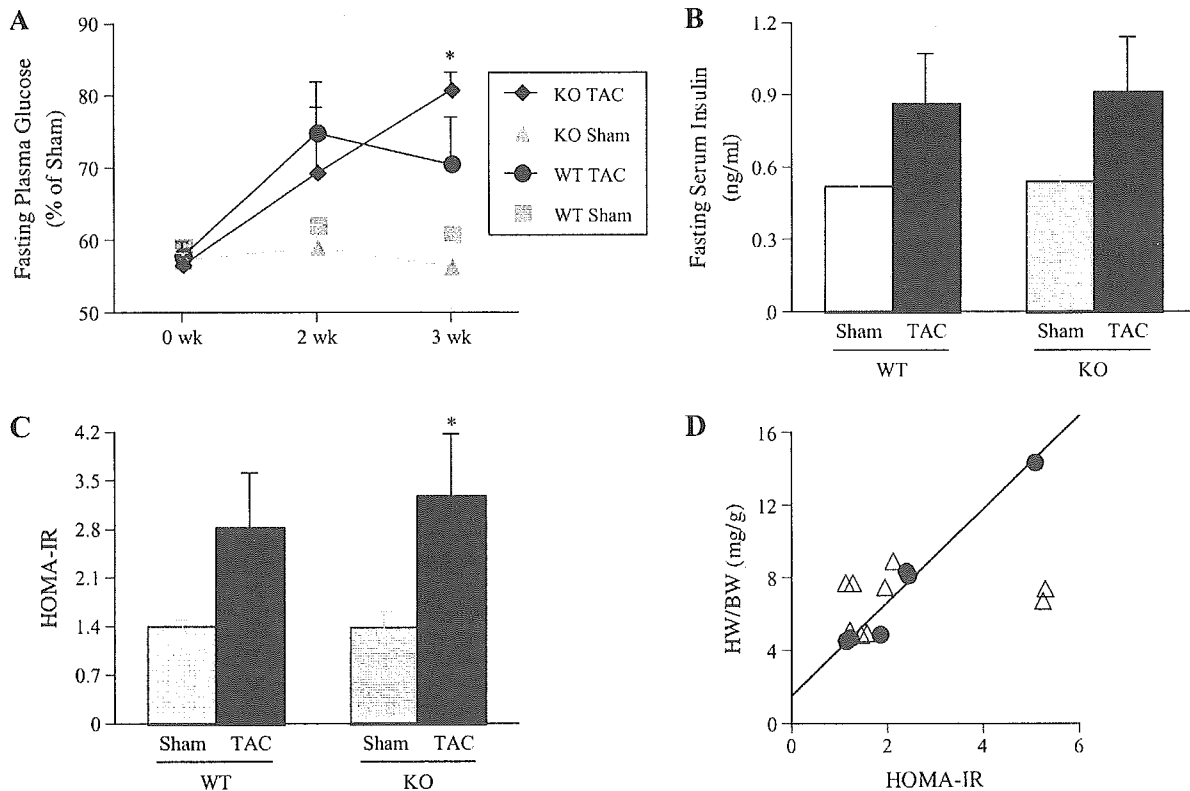 A
Fasting Plasma Glucose
(% of Sham)
90
80
70
60
50
0 wk
2 wk
3 wk
*
KO TAC
KO Sham
WT TAC
WT Sham
B
Fasting Serum Insulin
(ng/ml)
1.2
0.9
0.6
0.3
.0
Sham TAC
WT
Sham TAC
KO
C
HOMA-IR
4.2
3.5
2.8
2.1
1.4
0.7
0
*
Sham TAC
WT
Sham TAC
KO
D
HW/BW (mg/g)
16
12
8
4
0
0 2 4 6
HOMA-IR